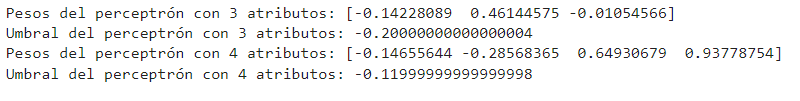 Pesos del perceptrón con 3 atributos: [-0.14228089  0.46144575 -0.01054566]
Umbral del perceptrón con 3 atributos: -0.20000000000000004
Pesos del perceptrón con 4 atributos: [-0.14655644 -0.28568365  0.64930679  0.93778754]
Umbral del perceptrón con 4 atributos: -0.11999999999999998